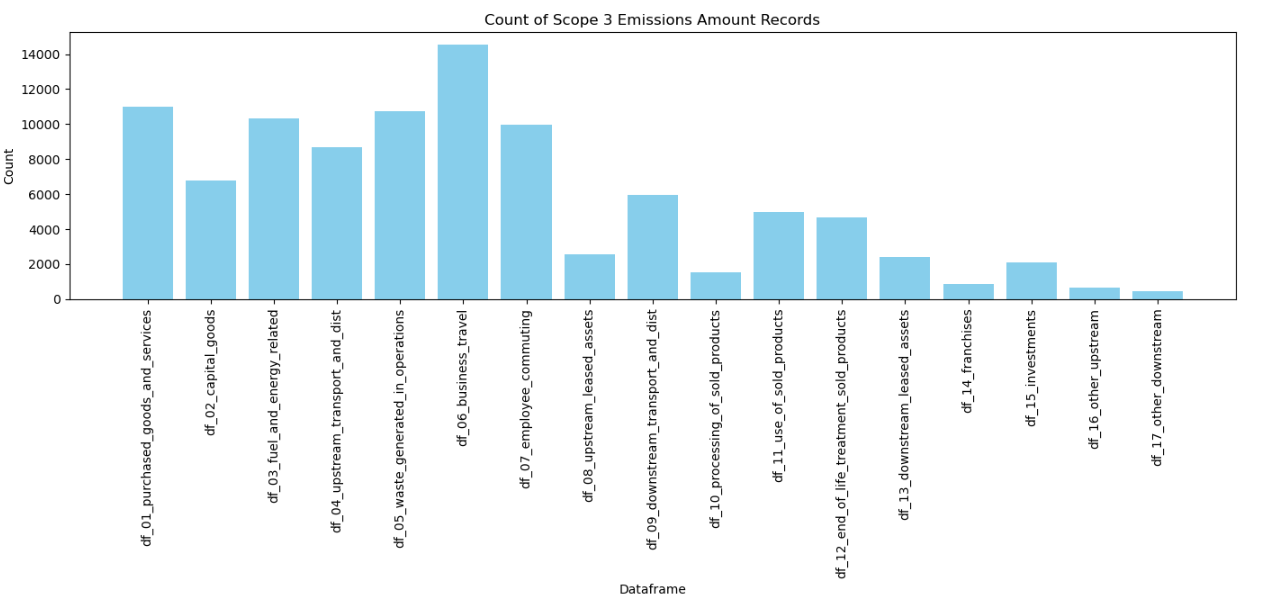 Count of Scope 3 Emissions Amount Records
Count
14000
12000
10000
8000
6000
4000
2000
0
df_01_purchased_goods_and_services
df_02_capital_goods
df_03_fuel_and_energy_related
df_04_upstream_transport_and_dist
df_05_waste_generated_in_operations
df_06_business_travel
df_07_employee_commuting
df_08_upstream_leased_assets
df_09_downstream_transport_and_dist
df_10_processing_of_sold_products
df_11_use_of_sold_products
df_12_end_of_life_treatment_sold_products
df_13_downstream_leased_assets
df_14_franchises
df_15_investments
df_16_other_upstream
df_17_other_downstream
Dataframe